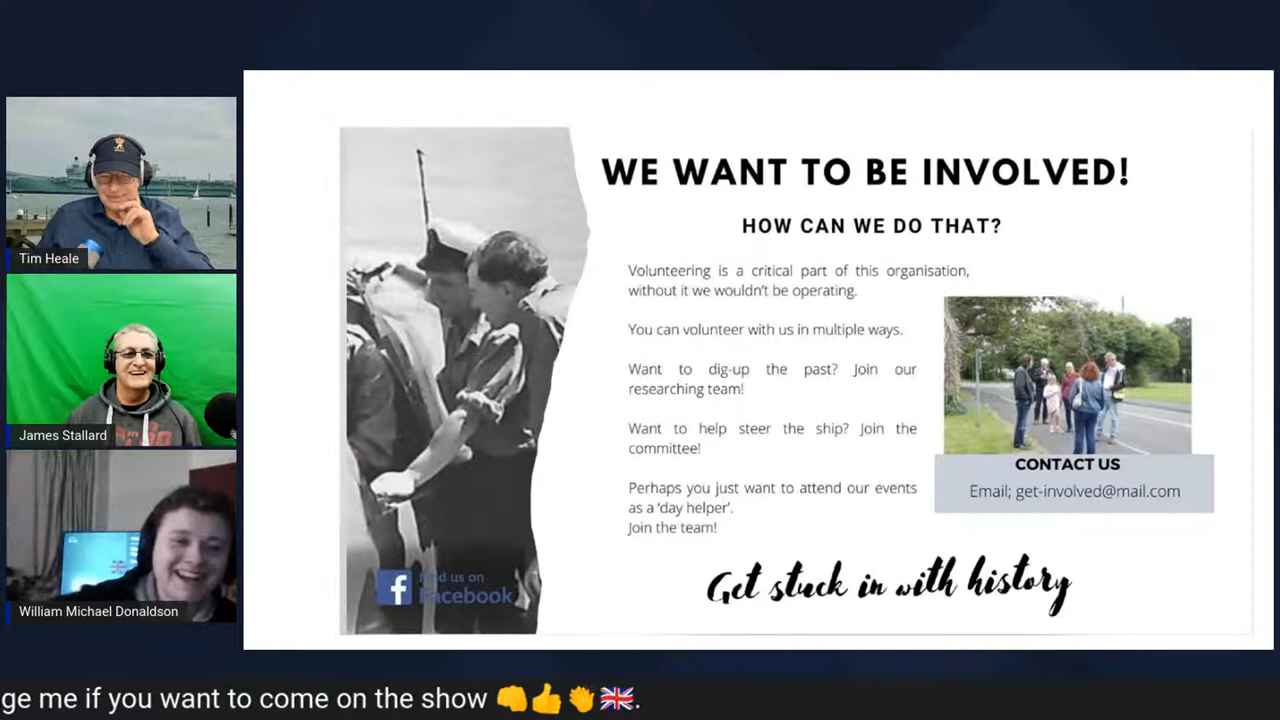 Tim Heale
James Stallard
William Michael Donaldson
WE WANT TO BE INVOLVED!
HOW CAN WE DO THAT?
Volunteering is a critical part of this organisation,
without it we wouldn't be operating.
You can volunteer with us in multiple ways.
Want to dig-up the past? Join our
researching team!
Want to help steer the ship? Join the
committee!
Perhaps you just want to attend our events
as a 'day helper'.
Join the team!
CONTACT US
Email; get-involved@mail.com
Find us on
Facebook
Get stuck in with history
ge me if you want to come on the show 👊👍👏🇬🇧.